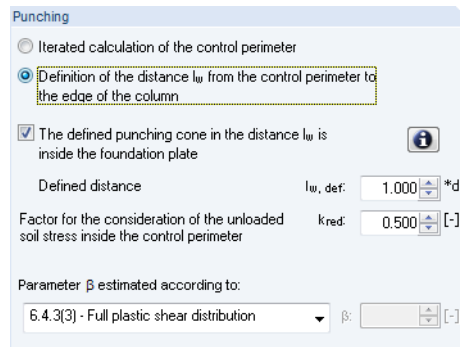 Punching
Iterated calculation of the control perimeter
Definition of the distance lw from the control perimeter to
the edge of the column
The defined punching cone in the distance lw is
inside the foundation plate
Defined distance lw, def: 1.000 *d
Factor for the consideration of the unloaded
soil stress inside the control perimeter
kred: 0.500 [-]
Parameter β estimated according to:
6.4.3(3) - Full plastic shear distribution β: [-]